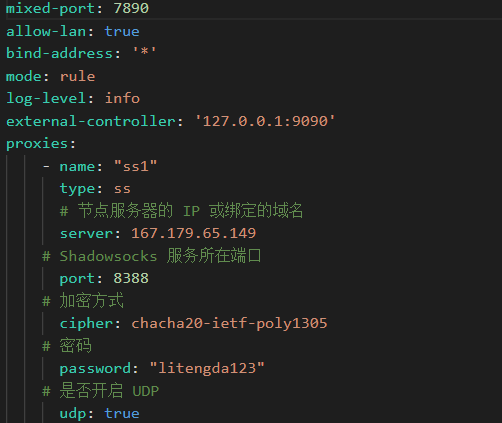 mixed-port: 7890
allow-lan: true
bind-address: '*'
mode: rule
log-level: info
external-controller: '127.0.0.1:9090'
proxies:
    - name: "ss1"
      type: ss
      # 节点服务器的 IP 或绑定的域名
      server: 167.179.65.149
    # Shadowsocks 服务所在端口
      port: 8388
    # 加密方式
      cipher: chacha20-ietf-poly1305
    # 密码
      password: "litengda123"
    # 是否开启 UDP
      udp: true